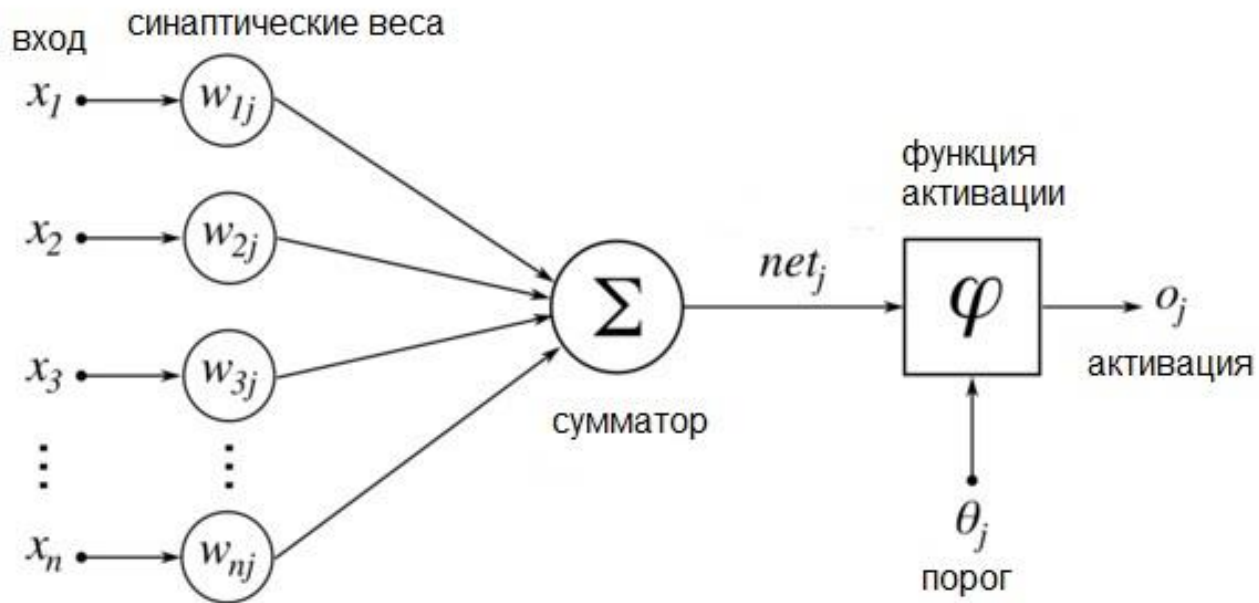 вход
синаптические веса
x₁
w₁ⱼ
x₂
w₂ⱼ
x₃
w₃ⱼ
⋮
⋮
xₙ
wₙⱼ
Σ
сумматор
netⱼ
функция
активации
φ
oⱼ
активация
θⱼ
порог